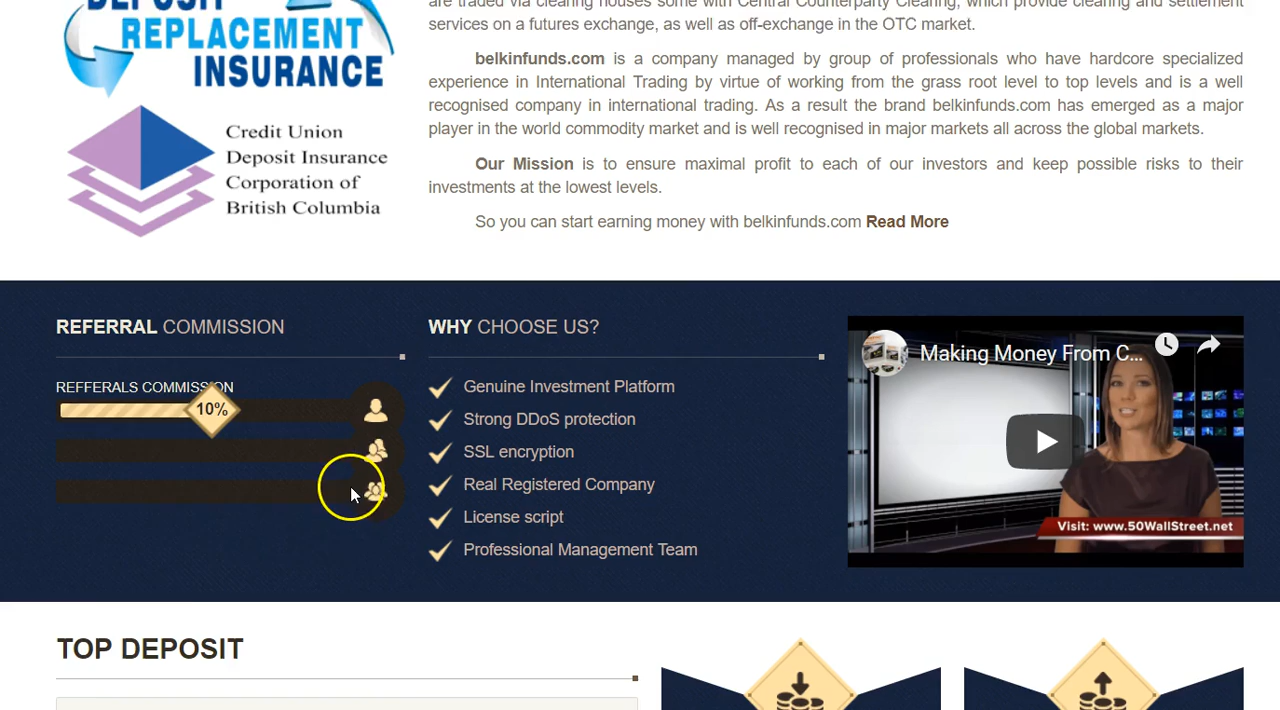 DEPOSIT
REPLACEMENT
INSURANCE
Credit Union
Deposit Insurance
Corporation of
British Columbia
are traded via clearing houses some with Central Counterparty Clearing, which provide clearing and settlement
services on a futures exchange, as well as off-exchange in the OTC market.
belkinfunds.com is a company managed by group of professionals who have hardcore specialized
experience in International Trading by virtue of working from the grass root level to top levels and is a well
recognised company in international trading. As a result the brand belkinfunds.com has emerged as a major
player in the world commodity market and is well recognised in major markets all across the global markets.
Our Mission is to ensure maximal profit to each of our investors and keep possible risks to their
investments at the lowest levels.
So you can start earning money with belkinfunds.com Read More
REFERRAL COMMISSION
REFFERALS COMMISSION
10%
WHY CHOOSE US?
Genuine Investment Platform
Strong DDoS protection
SSL encryption
Real Registered Company
License script
Professional Management Team
Making Money From C...
Visit: www.50WallStreet.net
TOP DEPOSIT